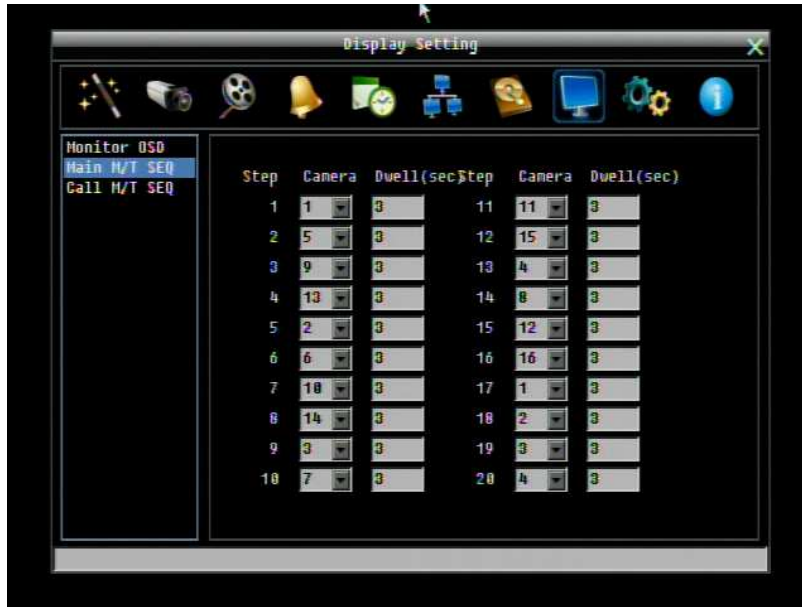 Display Setting
X
Monitor OSD
Main M/T SEQ
Call M/T SEQ
Step Camera Dwell(sec)Step Camera Dwell(sec)
1 1 3 11 11 3
2 5 3 12 15 3
3 9 3 13 4 3
4 13 3 14 8 3
5 2 3 15 12 3
6 6 3 16 16 3
7 10 3 17 1 3
8 14 3 18 2 3
9 3 3 19 3 3
10 7 3 20 4 3